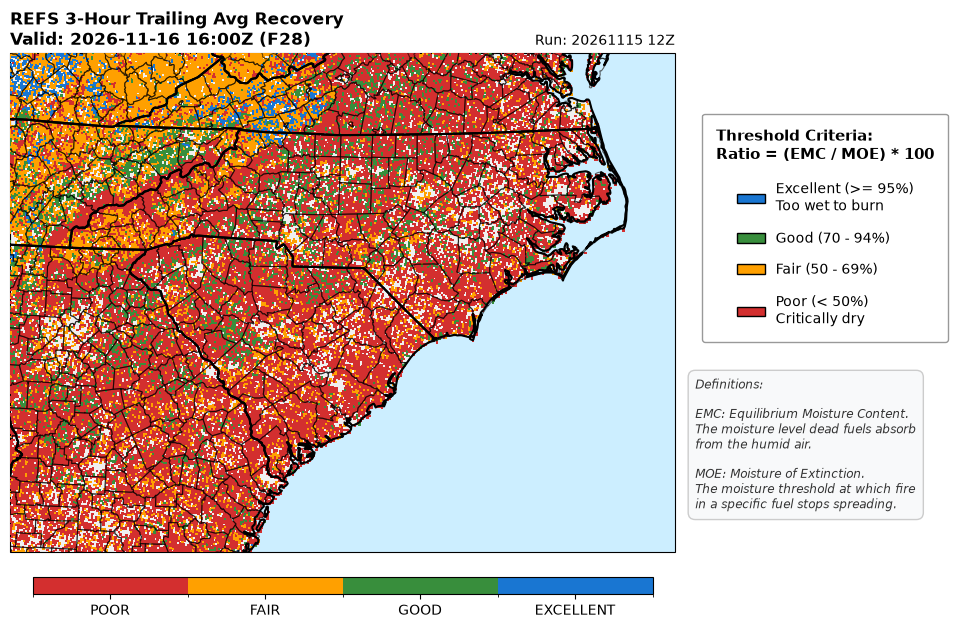 REFS 3-Hour Trailing Avg Recovery
Valid: 2026-11-16 16:00Z (F28)
Run: 20261115 12Z
Threshold Criteria:
Ratio = (EMC / MOE) * 100
Excellent (>= 95%)
Too wet to burn
Good (70 - 94%)
Fair (50 - 69%)
Poor (< 50%)
Critically dry
Definitions:
EMC: Equilibrium Moisture Content.
The moisture level dead fuels absorb
from the humid air.
MOE: Moisture of Extinction.
The moisture threshold at which fire
in a specific fuel stops spreading.
POOR
FAIR
GOOD
EXCELLENT